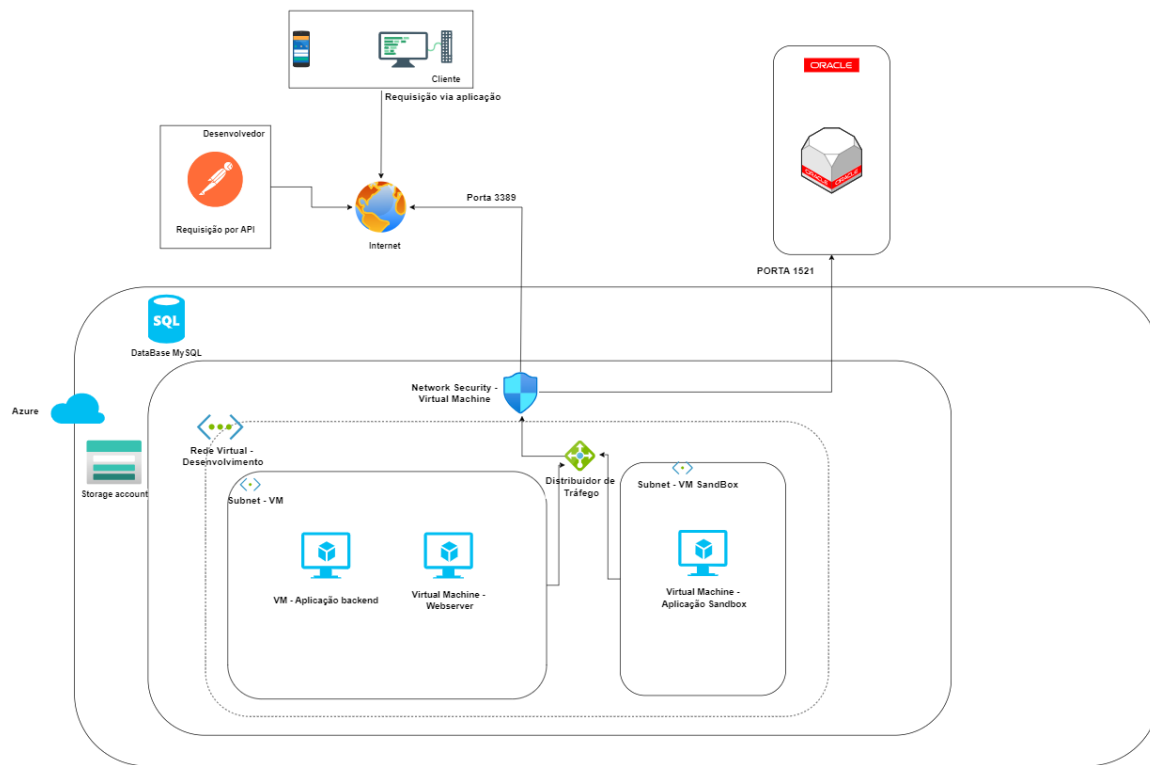 Cliente
Requisição via aplicação
ORACLE
Desenvolvedor
ORACLE
ORACLE
Requisição por API
Porta 3389
Internet
PORTA 1521
SQL
DataBase MySQL
Network Security -
Virtual Machine
Azure
Rede Virtual -
Desenvolvimento
Storage account
Distribuidor de
Tráfego
Subnet - VM
Subnet - VM SandBox
VM - Aplicação backend
Virtual Machine -
Webserver
Virtual Machine -
Aplicação Sandbox